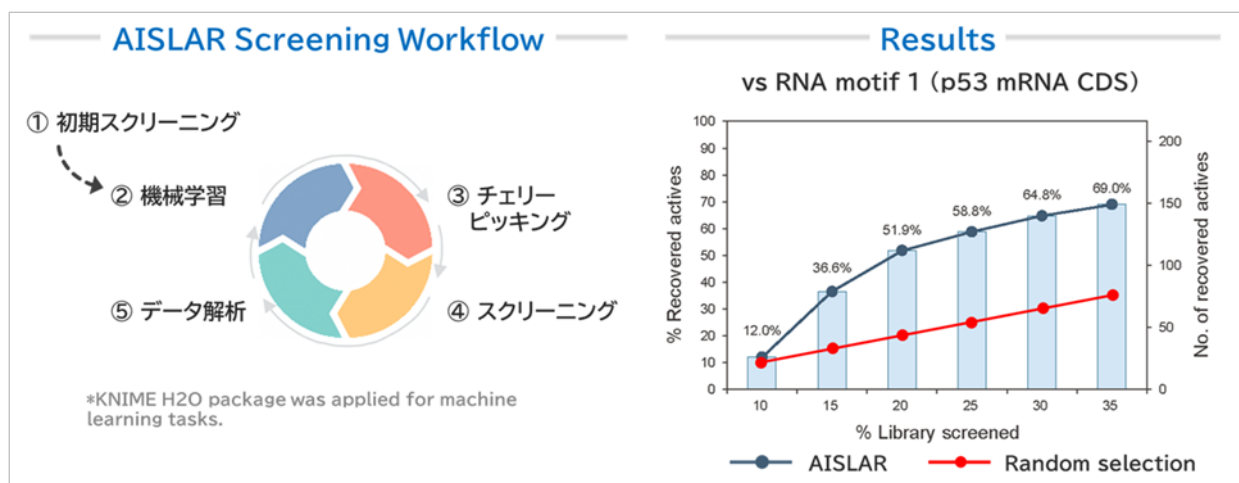 AISLAR Screening Workflow
① 初期スクリーニング
② 機械学習
③ チェリー
ピッキング
④ スクリーニング
⑤ データ解析
*KNIME H2O package was applied for machine
learning tasks.
Results
vs RNA motif 1 (p53 mRNA CDS)
% Recovered actives
100
90
80
70
60
50
40
30
20
10
0
12.0%
36.6%
51.9%
58.8%
64.8%
69.0%
200
150
100
50
0
No. of recovered actives
10 15 20 25 30 35
% Library screened
AISLAR Random selection